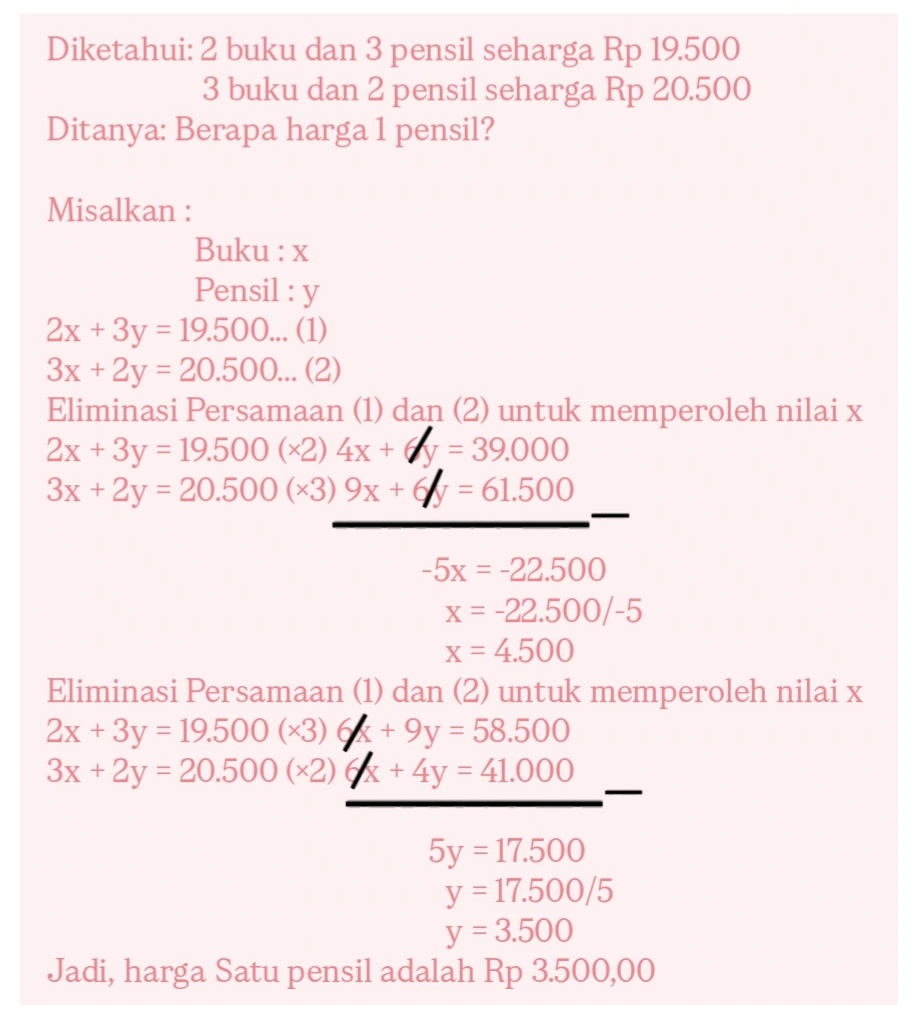 Diketahui: 2 buku dan 3 pensil seharga Rp 19.500
3 buku dan 2 pensil seharga Rp 20.500
Ditanya: Berapa harga 1 pensil?
Misalkan :
Buku : x
Pensil : y
2x + 3y = 19.500... (1)
3x + 2y = 20.500... (2)
Eliminasi Persamaan (1) dan (2) untuk memperoleh nilai x
2x + 3y = 19.500 (×2) 4x + 6y = 39.000
3x + 2y = 20.500 (×3) 9x + 6y = 61.500
-5x = -22.500
x = -22.500/-5
x = 4.500
Eliminasi Persamaan (1) dan (2) untuk memperoleh nilai x
2x + 3y = 19.500 (×3) 6x + 9y = 58.500
3x + 2y = 20.500 (×2) 6x + 4y = 41.000
5y = 17.500
y = 17.500/5
y = 3.500
Jadi, harga Satu pensil adalah Rp 3.500,00